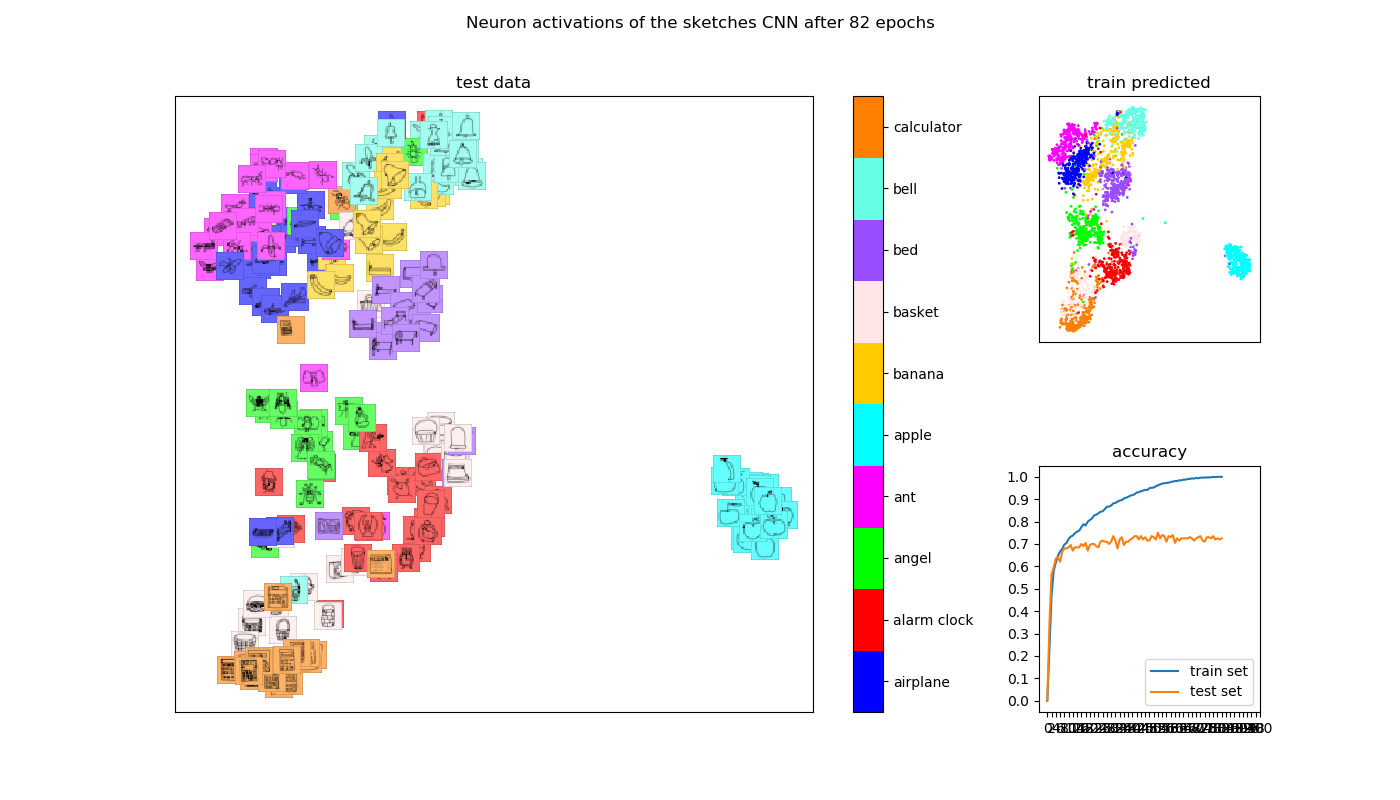 Neuron activations of the sketches CNN after 82 epochs
test data
calculator
bell
bed
basket
banana
apple
ant
angel
alarm clock
airplane
train predicted
accuracy
1.0
0.9
0.8
0.7
0.6
0.5
0.4
0.3
0.2
0.1
0.0
train set
test set